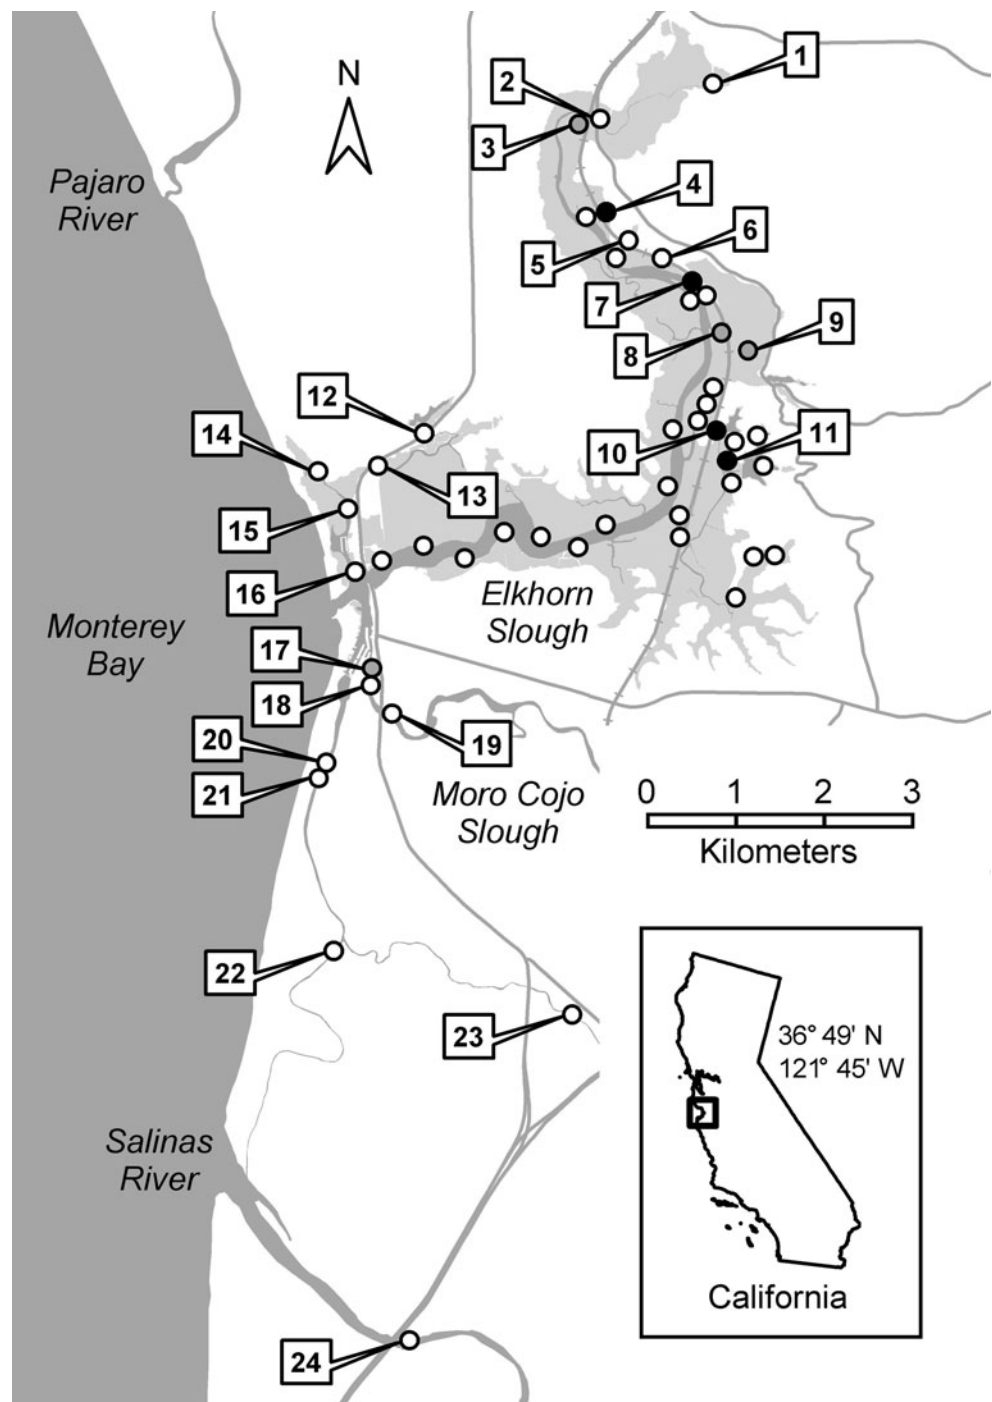 N
1
2
3
4
Pajaro
River
5
6
7
8
9
12
10
11
14
13
15
16
Elkhorn
Slough
Monterey
Bay
17
18
19
20
21
Moro Cojo
Slough
0 1 2 3
Kilometers
22
23
36° 49' N
121° 45' W
Salinas
River
California
24